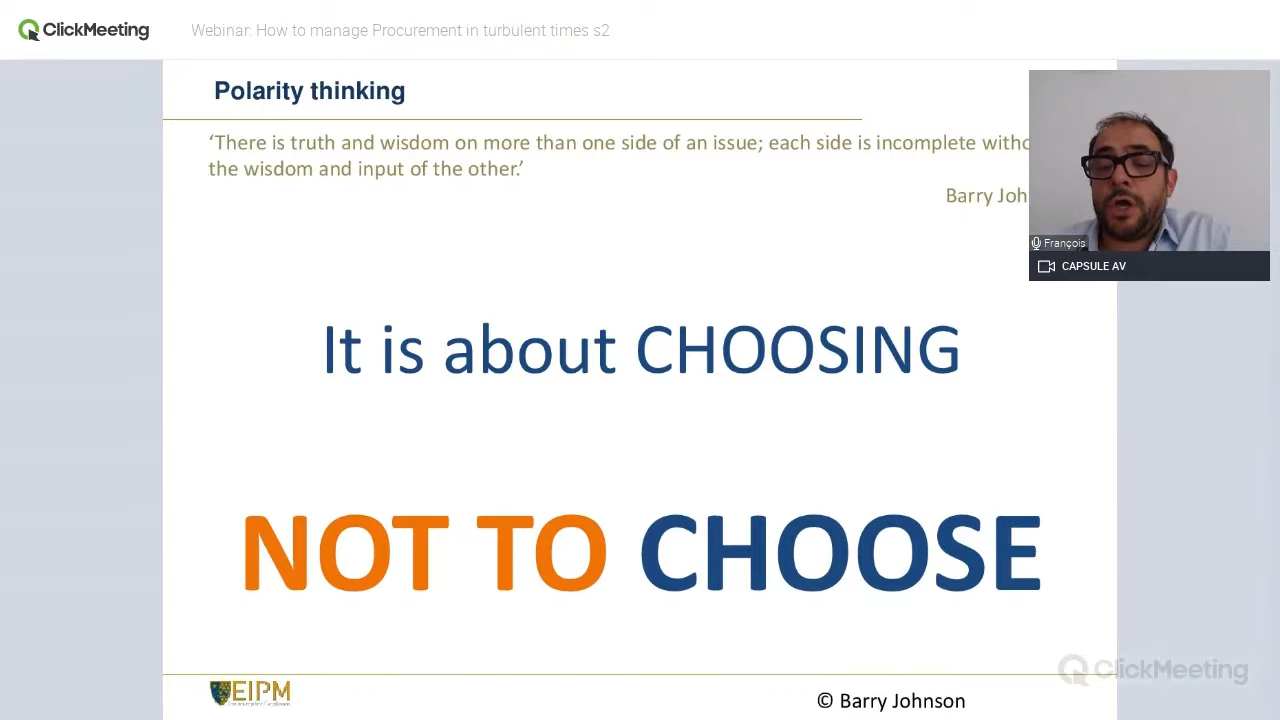 ClickMeeting
Webinar: How to manage Procurement in turbulent times s2
Polarity thinking
‘There is truth and wisdom on more than one side of an issue; each side is incomplete witho
the wisdom and input of the other.’
Barry Joh
François
CAPSULE AV
It is about CHOOSING
NOT TO CHOOSE
ClickMeeting
EIPM
© Barry Johnson